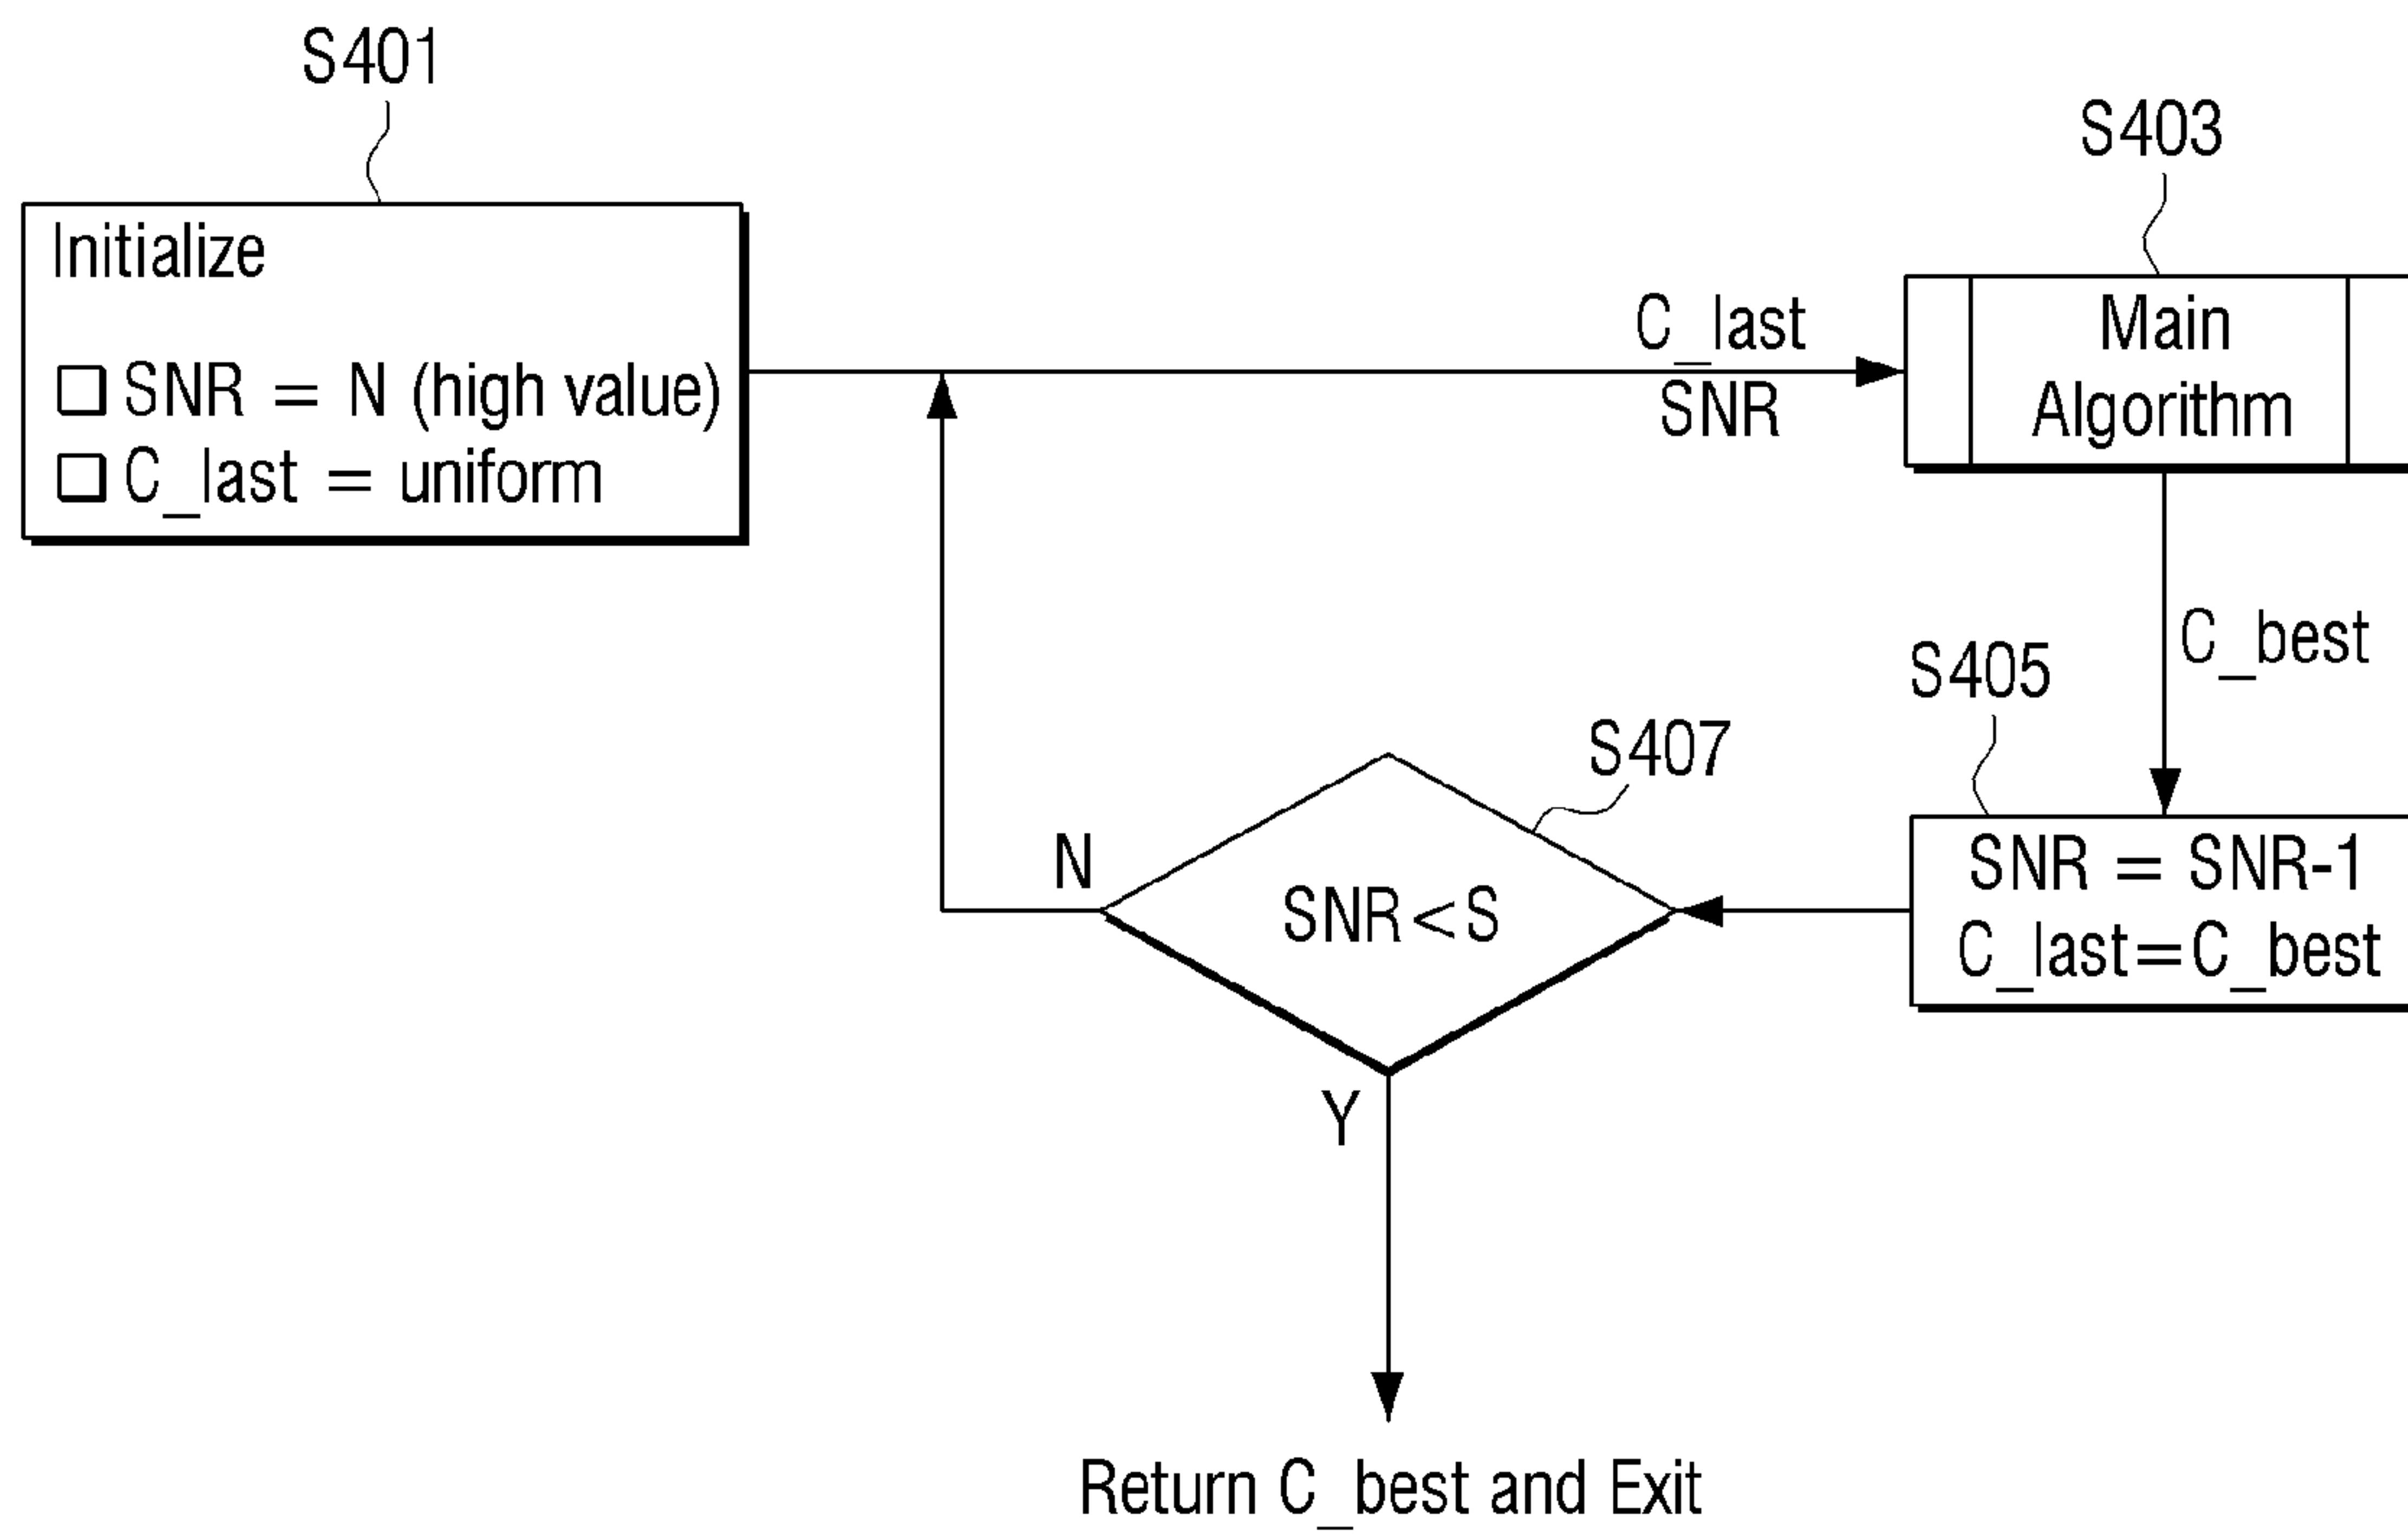 S401
Initialize
SNR = N (high value)
C_last = uniform
C_last
SNR
S403
Main
Algorithm
C_best
S405
SNR = SNR-1
C_last=C_best
S407
SNR<S
N
Y
Return C_best and Exit